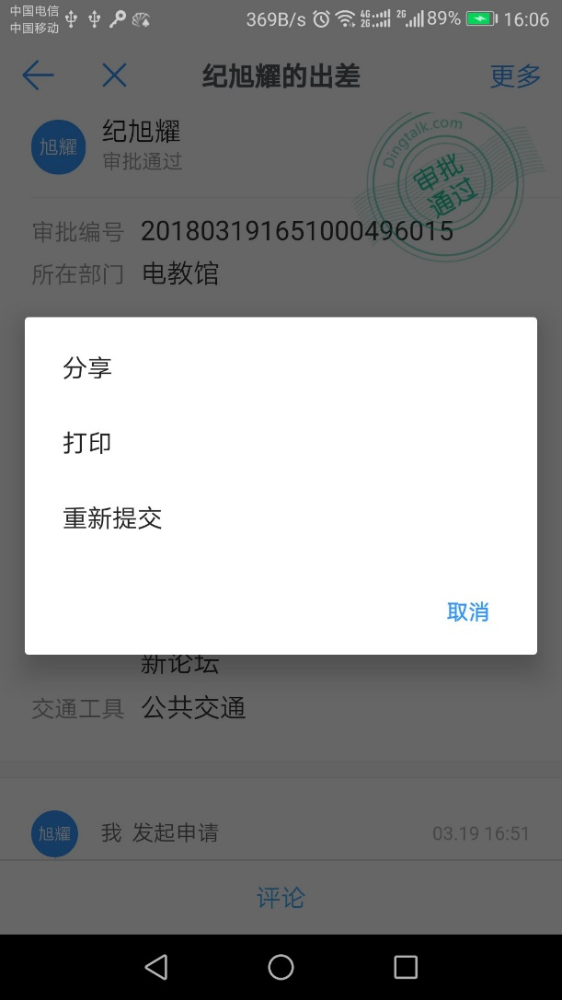 中国电信
中国移动
369B/s 4G 2G 2G 89% 16:06
纪旭耀的出差 更多
旭耀 纪旭耀
审批通过
Dingtalk.com
审批
通过
审批编号 201803191651000496015
所在部门 电教馆
分享
打印
重新提交
取消
新论坛
交通工具 公共交通
旭耀 我 发起申请 03.19 16:51
评论